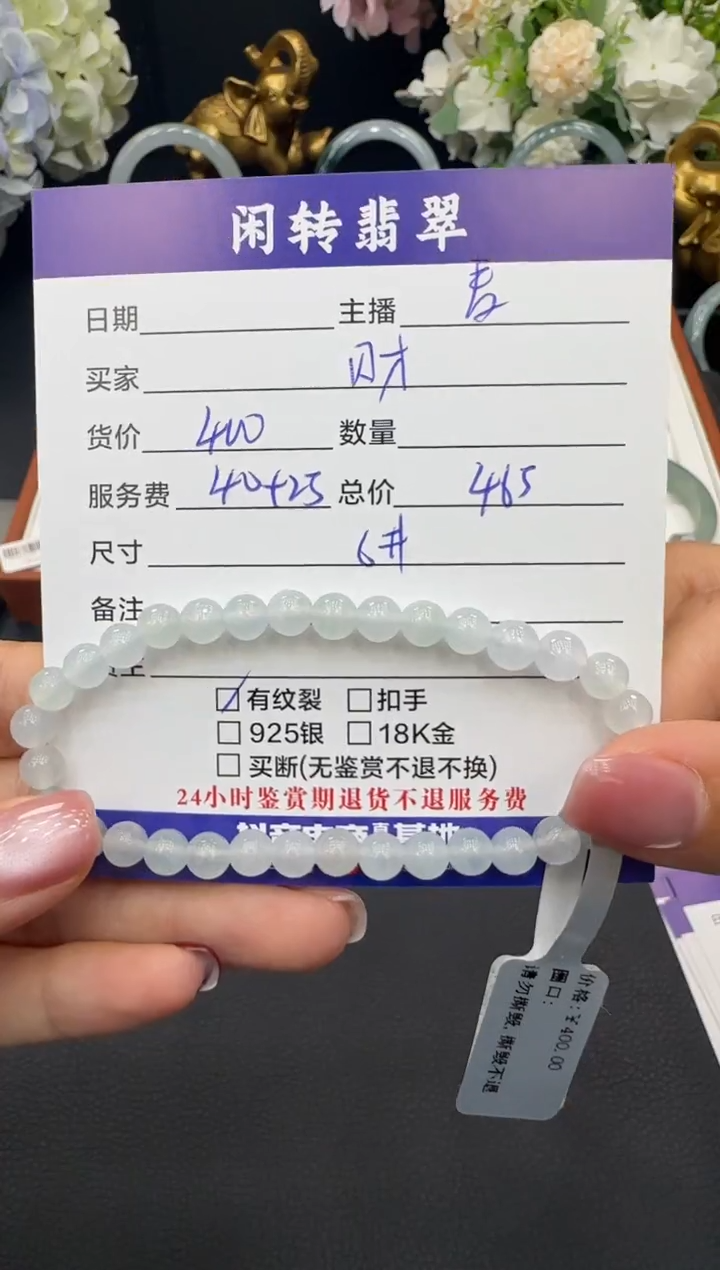 闲转翡翠
日期 主播 春
买家 财
货价 400 数量
服务费 40+25 总价 465
尺寸 6#
备注
☑有纹裂 □扣手
□925银 □18K金
□买断(无鉴赏不退不换)
24小时鉴赏期退货不退服务费
价格:￥400.00
圈口:
请勿撕毁,撕毁不退